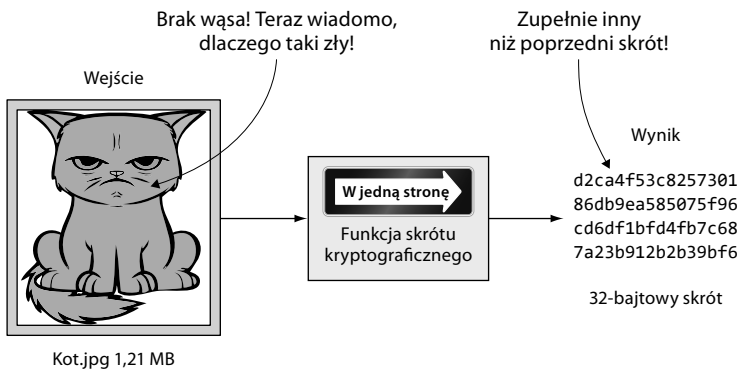 Brak wąsa! Teraz wiadomo,
dlaczego taki zły!
Zupełnie inny
niż poprzedni skrót!
Wejście
W jedną stronę
Funkcja skrótu
kryptograficznego
Wynik
d2ca4f53c8257301
86db9ea585075f96
cd6df1bfd4fb7c68
7a23b912b2b39bf6
32-bajtowy skrót
Kot.jpg 1,21 MB